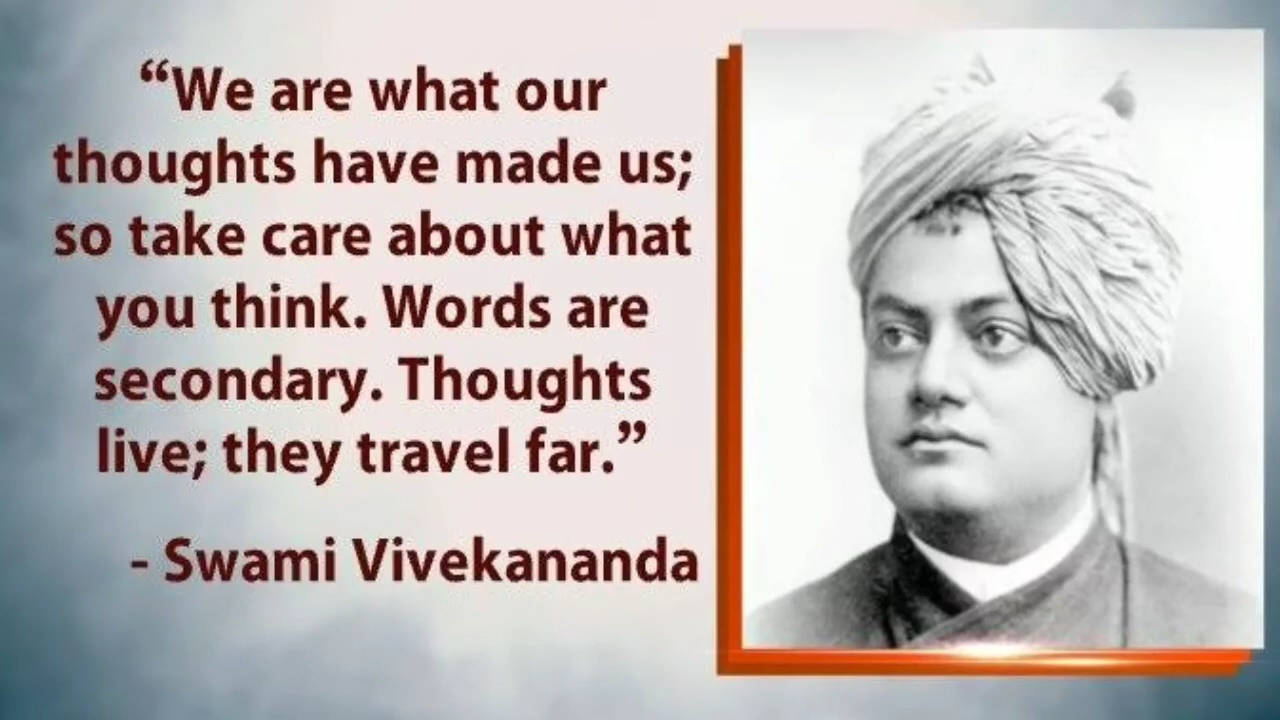 “We are what our
thoughts have made us;
so take care about what
you think. Words are
secondary. Thoughts
live; they travel far.”
- Swami Vivekananda